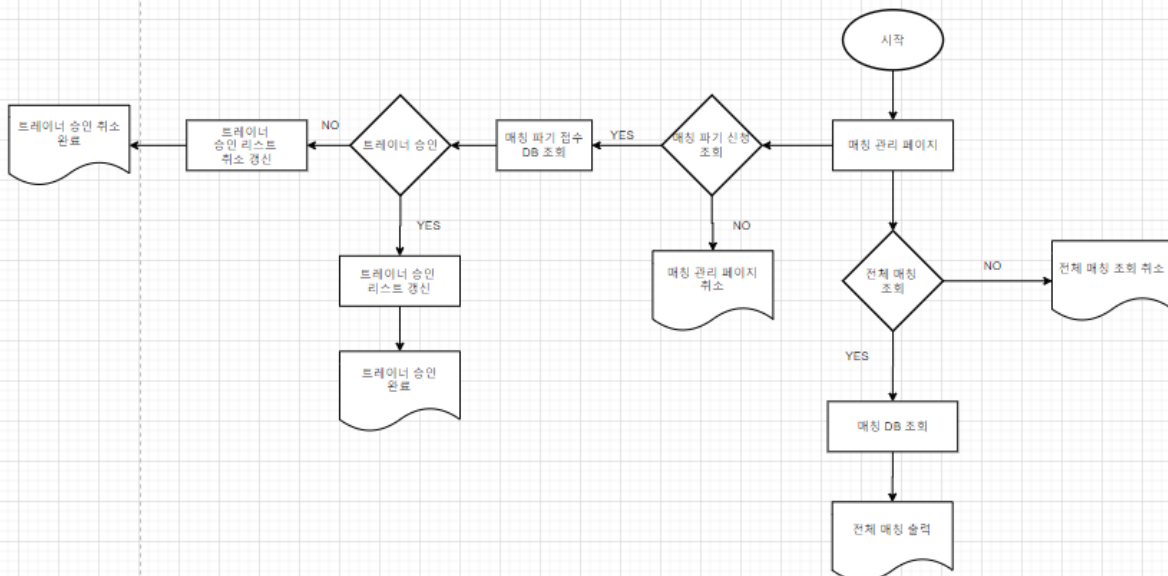 시작
트레이너 승인 취소
완료
트레이너
승인 리스트
취소 갱신
NO
트레이너 승인
매칭 파기 접수
DB 조회
YES
매칭 파기 신청
조회
매칭 관리 페이지
YES
NO
트레이너 승인
리스트 갱신
매칭 관리 페이지
취소
전체 매칭
조회
NO
전체 매칭 조회 취소
YES
트레이너 승인
완료
매칭 DB 조회
전체 매칭 출력